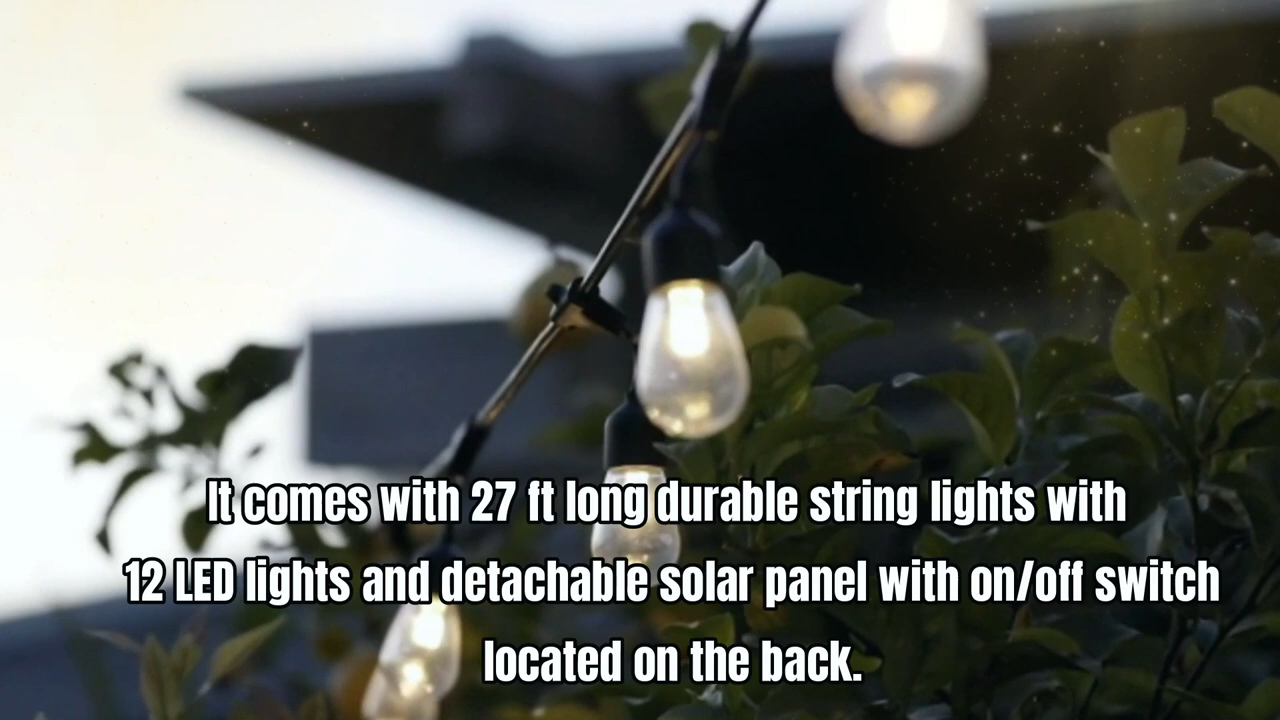 It comes with 27 ft long durable string lights with
12 LED lights and detachable solar panel with on/off switch
located on the back.